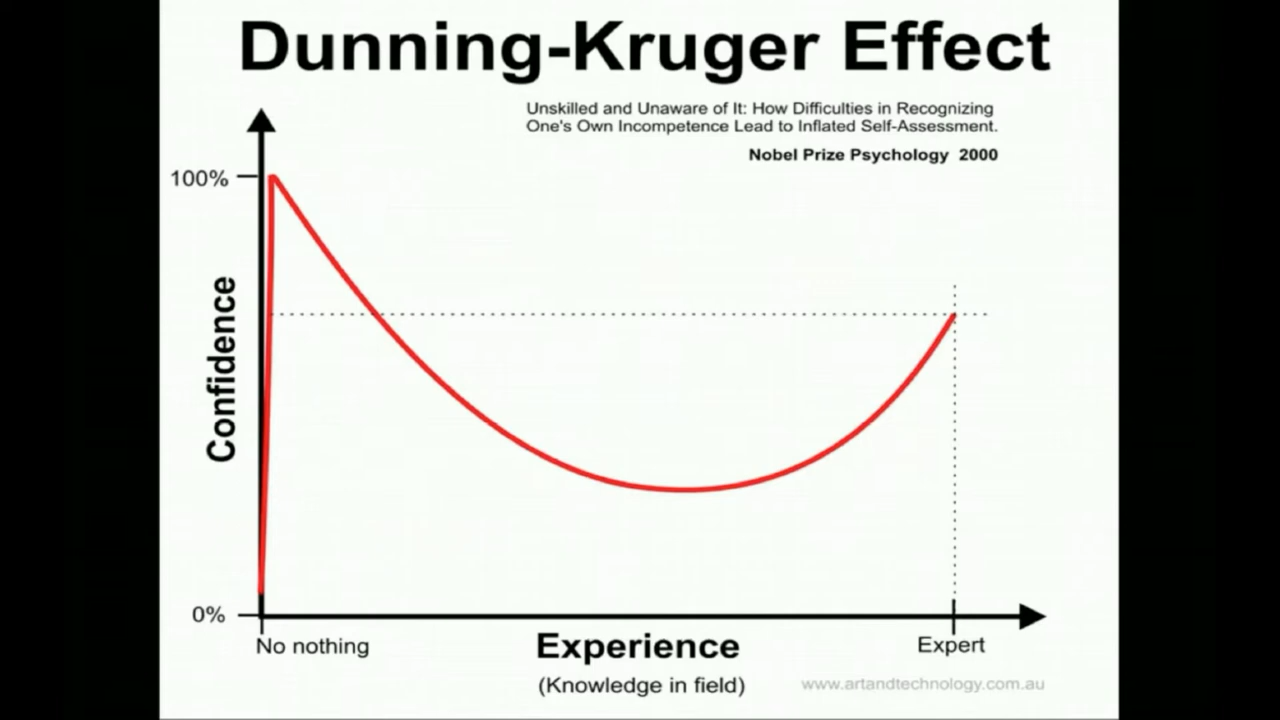 Dunning-Kruger Effect
Unskilled and Unaware of It: How Difficulties in Recognizing
One's Own Incompetence Lead to Inflated Self-Assessment.
Nobel Prize Psychology 2000
100%
Confidence
0%
No nothing
Experience
Expert
(Knowledge in field)
www.artandtechnology.com.au